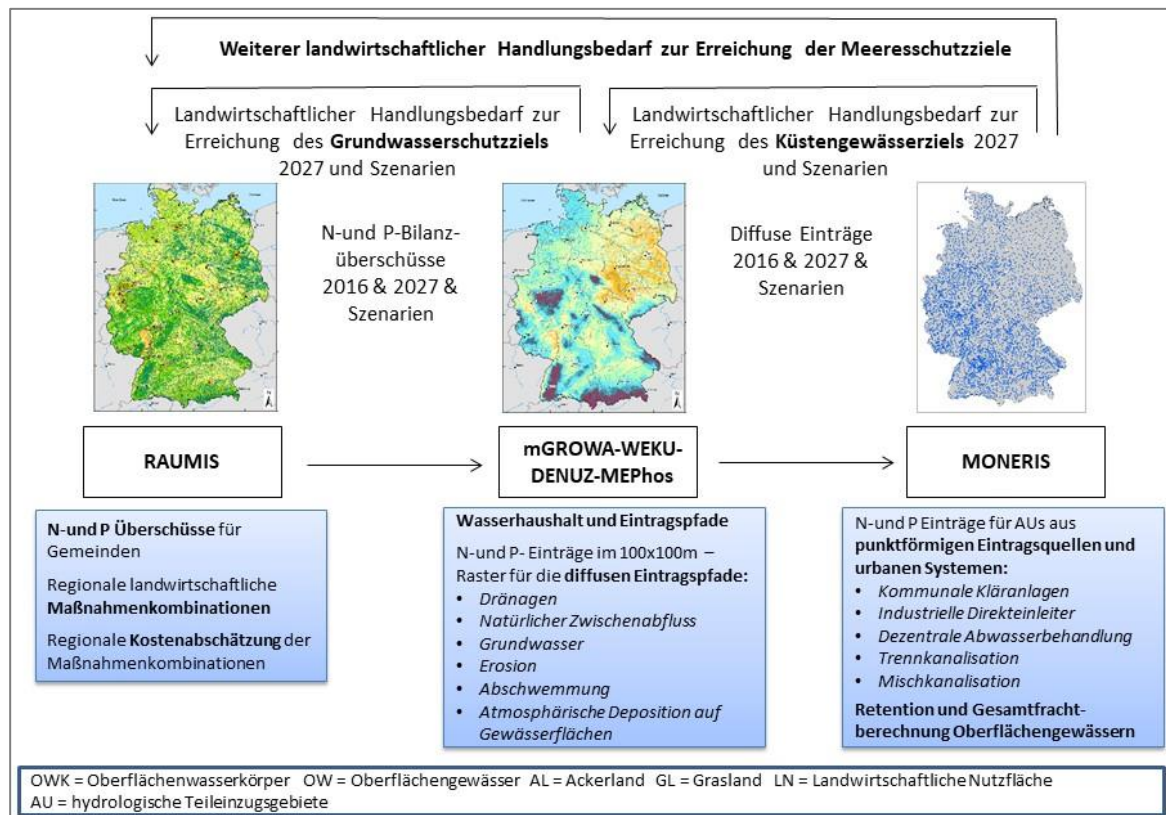 Weiterer landwirtschaftlicher Handlungsbedarf zur Erreichung der Meeresschutzziele
Landwirtschaftlicher Handlungsbedarf zur
Erreichung des Grundwasserschutzziels
2027 und Szenarien
Landwirtschaftlicher Handlungsbedarf zur
Erreichung des Küstengewässerziels 2027
und Szenarien
N-und P-Bilanz-
überschüsse
2016 & 2027 &
Szenarien
Diffuse Einträge
2016 & 2027 &
Szenarien
RAUMIS
mGROWA-WEKU-
DENUZ-MEPhos
MONERIS
N-und P Überschüsse für
Gemeinden
Regionale landwirtschaftliche
Maßnahmenkombinationen
Regionale Kostenabschätzung der
Maßnahmenkombinationen
Wasserhaushalt und Eintragspfade
N-und P- Einträge im 100x100m –
Raster für die diffusen Eintragspfade:
• Dränagen
• Natürlicher Zwischenabfluss
• Grundwasser
• Erosion
• Abschwemmung
• Atmosphärische Deposition auf
Gewässerflächen
N-und P Einträge für AUs aus
punktförmigen Eintragsquellen und
urbanen Systemen:
• Kommunale Kläranlagen
• Industrielle Direkteinleiter
• Dezentrale Abwasserbehandlung
• Trennkanalisation
• Mischkanalisation
Retention und Gesamtfracht-
berechnung Oberflächengewässern
OWK = Oberflächenwasserkörper OW = Oberflächengewässer AL = Ackerland GL = Grasland LN = Landwirtschaftliche Nutzfläche
AU = hydrologische Teileinzugsgebiete